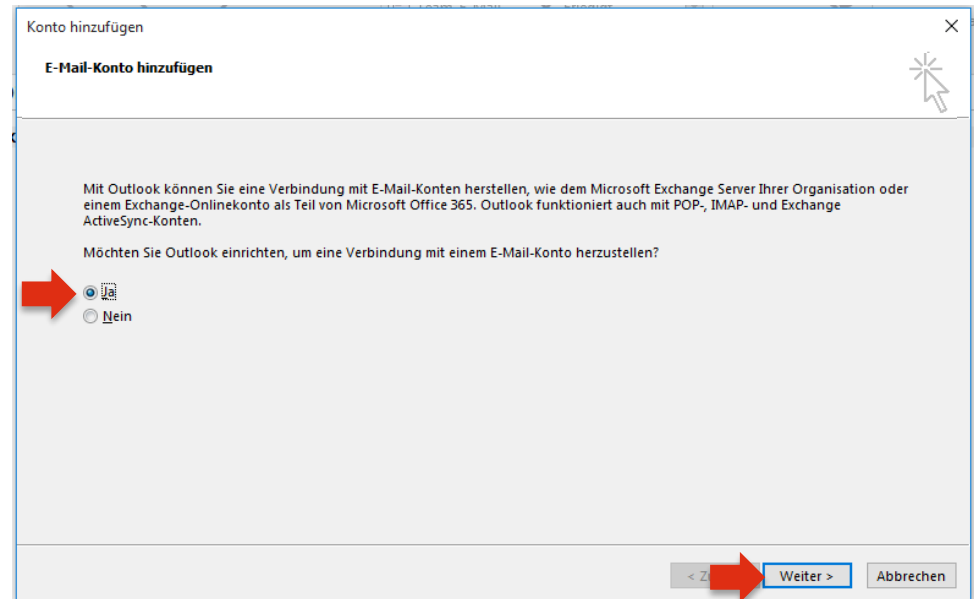 Konto hinzufügen
E-Mail-Konto hinzufügen
Mit Outlook können Sie eine Verbindung mit E-Mail-Konten herstellen, wie dem Microsoft Exchange Server Ihrer Organisation oder
einem Exchange-Onlinekonto als Teil von Microsoft Office 365. Outlook funktioniert auch mit POP-, IMAP- und Exchange
ActiveSync-Konten.
Möchten Sie Outlook einrichten, um eine Verbindung mit einem E-Mail-Konto herzustellen?
Ja
Nein
Weiter > Abbrechen